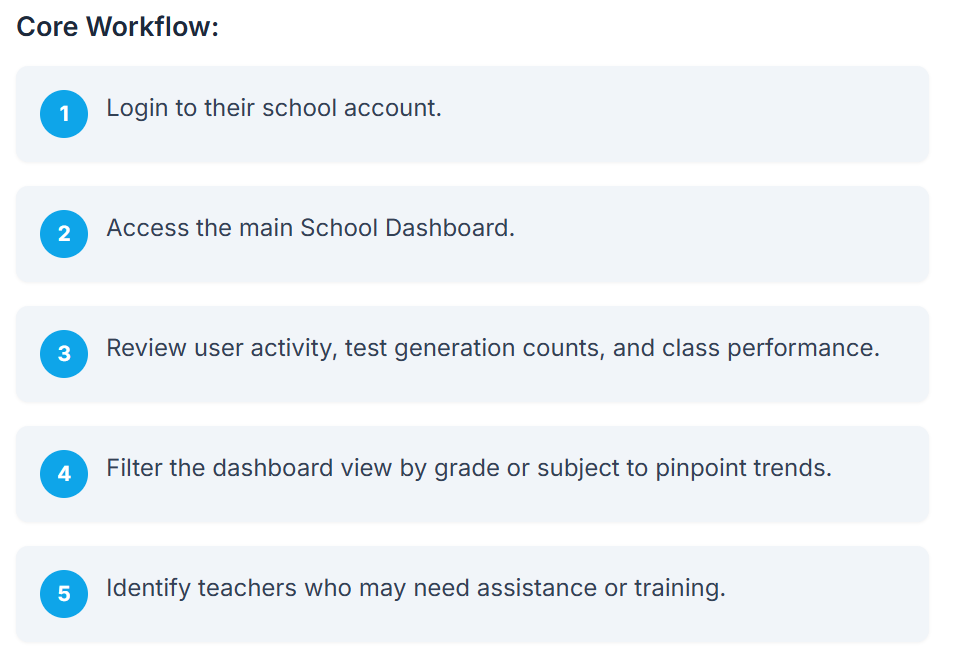 Core Workflow:
1 Login to their school account.
2 Access the main School Dashboard.
3 Review user activity, test generation counts, and class performance.
4 Filter the dashboard view by grade or subject to pinpoint trends.
5 Identify teachers who may need assistance or training.